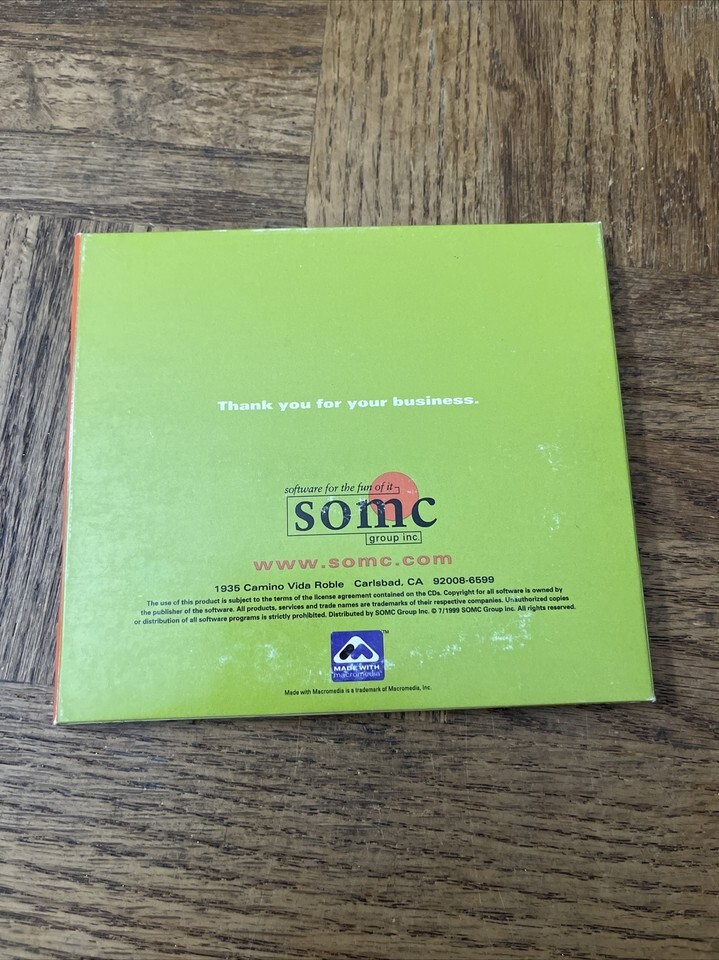 Thank you for your business.
software for the fun of it
somc
group inc.
www.somc.com
1935 Camino Vida Roble Carlsbad, CA 92008-6599
The use of this product is subject to the terms of the license agreement contained on the CDs. Copyright for all software is owned by
the publisher of the software. All products, services and trade names are trademarks of their respective companies. Unauthorized copies
or distribution of all software programs is strictly prohibited. Distributed by SOMC Group Inc. © 7/1999 SOMC Group Inc. All rights reserved.
TM
MADE WITH
macromedia
Made with Macromedia is a trademark of Macromedia, Inc.